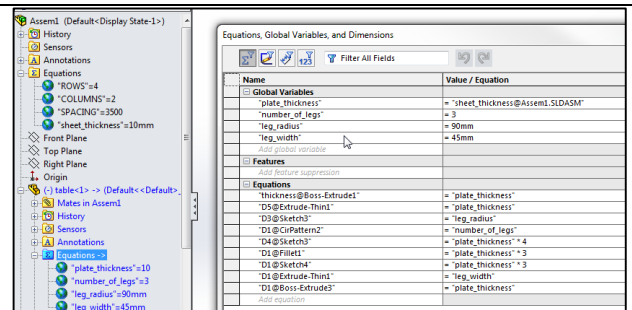 Assem1 (Default<Display State-1>)
History
Sensors
Annotations
Equations
"ROWS"=4
"COLUMNS"=2
"SPACING"=3500
"sheet_thickness"=10mm
Front Plane
Top Plane
Right Plane
Origin
(-) table<1> -> (Default<<Default>_
Mates in Assem1
History
Sensors
Annotations
Equations ->
"plate_thickness"=10
"number_of_legs"=3
"leg_radius"=90mm
"leg_width"=45mm
Equations, Global Variables, and Dimensions
Filter All Fields
Name Value / Equation
Global Variables
"plate_thickness" = "sheet_thickness@Assem1.SLDASM"
"number_of_legs" = 3
"leg_radius" = 90mm
"leg_width" = 45mm
Add global variable
Features
Add feature suppression
Equations
"thickness@Boss-Extrude1" = "plate_thickness"
"D5@Extrude-Thin1" = "plate_thickness"
"D3@Sketch3" = "leg_radius"
"D1@CirPattern2" = "number_of_legs"
"D4@Sketch3" = "plate_thickness" * 4
"D1@Fillet1" = "plate_thickness" * 3
"D1@Sketch4" = "plate_thickness" * 3
"D1@Extrude-Thin1" = "leg_width"
"D1@Boss-Extrude3" = "plate_thickness"
Add equation